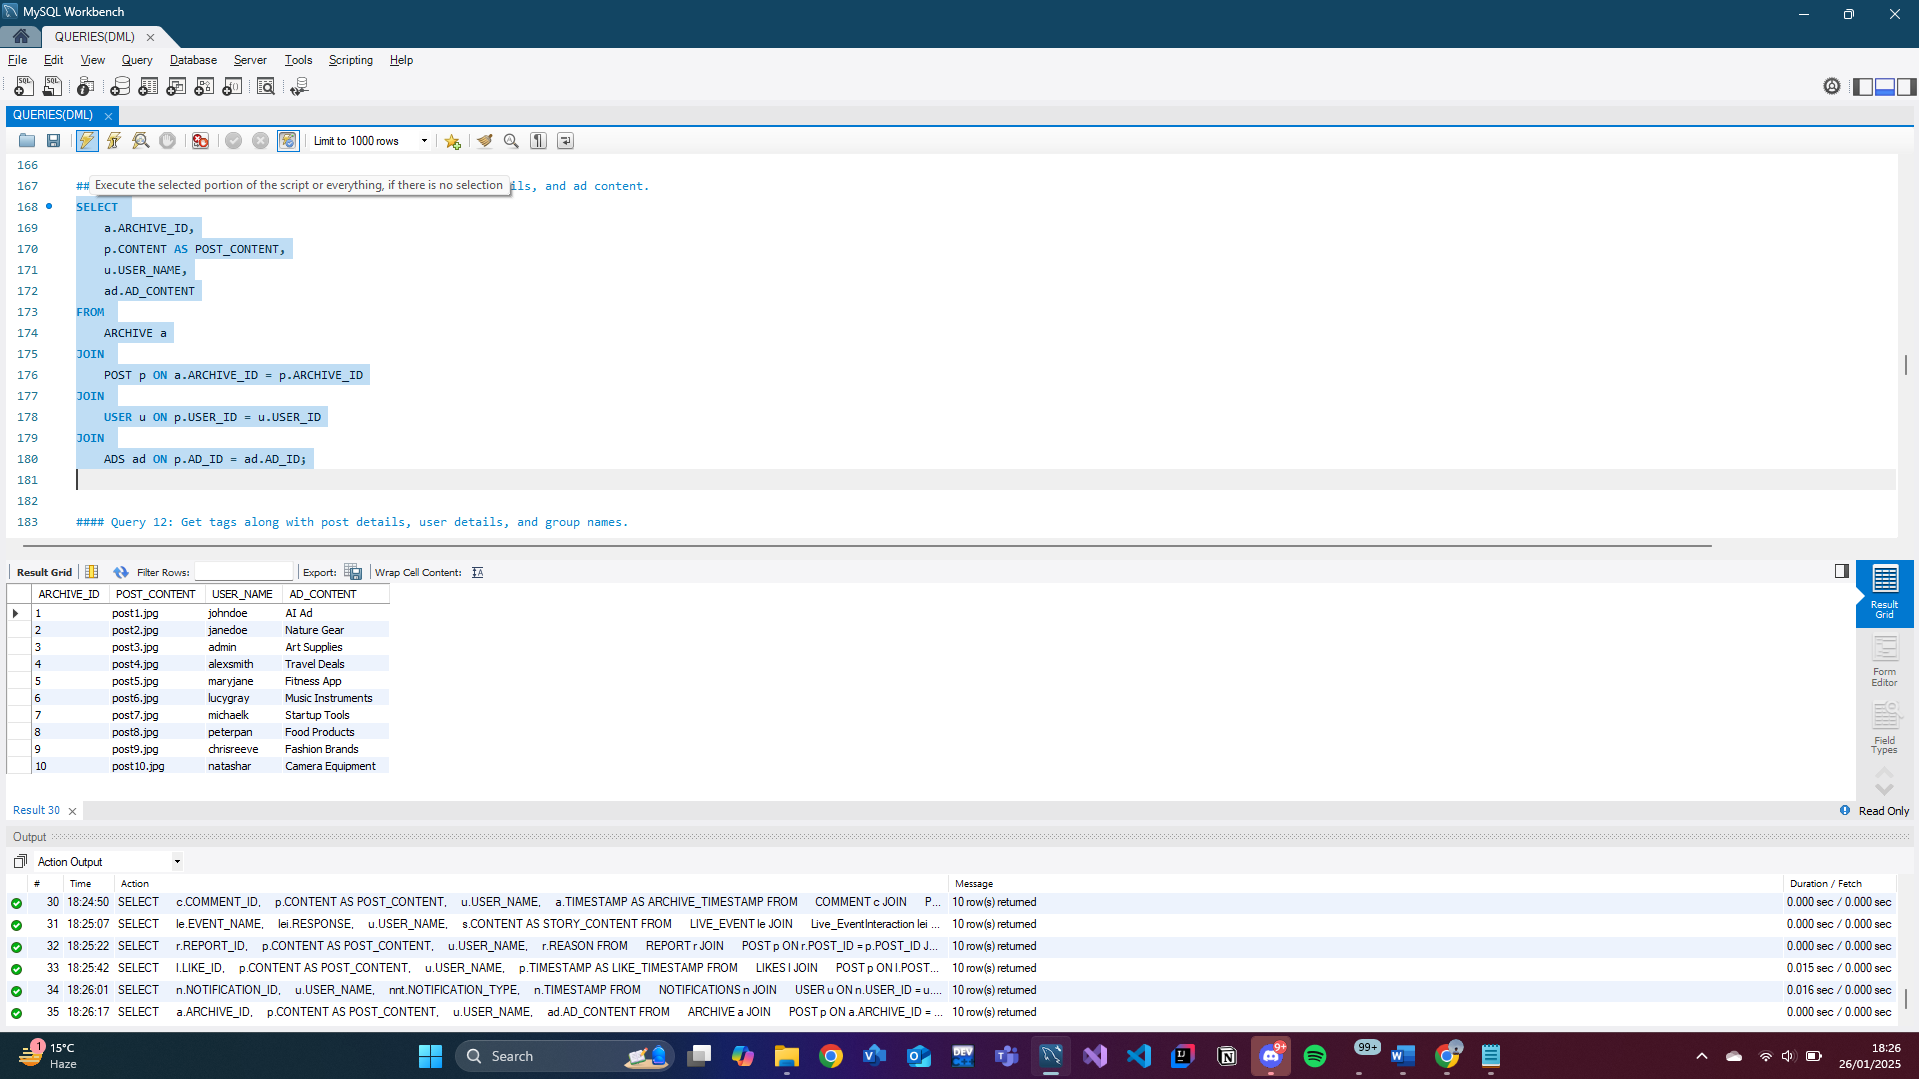 MySQL Workbench
QUERIES(DML)
File Edit View Query Database Server Tools Scripting Help
QUERIES(DML)
Limit to 1000 rows
166
167 ## Execute the selected portion of the script or everything, if there is no selection ils, and ad content.
168 SELECT
169 a.ARCHIVE_ID,
170 p.CONTENT AS POST_CONTENT,
171 u.USER_NAME,
172 ad.AD_CONTENT
173 FROM
174 ARCHIVE a
175 JOIN
176 POST p ON a.ARCHIVE_ID = p.ARCHIVE_ID
177 JOIN
178 USER u ON p.USER_ID = u.USER_ID
179 JOIN
180 ADS ad ON p.AD_ID = ad.AD_ID;
181
182
183 #### Query 12: Get tags along with post details, user details, and group names.
Result Grid Filter Rows: Export: Wrap Cell Content:
ARCHIVE_ID POST_CONTENT USER_NAME AD_CONTENT
1 post1.jpg johndoe AI Ad
2 post2.jpg janedoe Nature Gear
3 post3.jpg admin Art Supplies
4 post4.jpg alexsmith Travel Deals
5 post5.jpg maryjane Fitness App
6 post6.jpg lucygray Music Instruments
7 post7.jpg michaelk Startup Tools
8 post8.jpg peterpan Food Products
9 post9.jpg chrisreeve Fashion Brands
10 post10.jpg natashar Camera Equipment
Result
Grid
Form
Editor
Field
Types
Result 30
Read Only
Output
Action Output
# Time Action Message Duration / Fetch
30 18:24:50 SELECT c.COMMENT_ID, p.CONTENT AS POST_CONTENT, u.USER_NAME, a.TIMESTAMP AS ARCHIVE_TIMESTAMP FROM COMMENT c JOIN P... 10 row(s) returned 0.000 sec / 0.000 sec
31 18:25:07 SELECT le.EVENT_NAME, lei.RESPONSE, u.USER_NAME, s.CONTENT AS STORY_CONTENT FROM LIVE_EVENT le JOIN Live_EventInteraction lei ... 10 row(s) returned 0.000 sec / 0.000 sec
32 18:25:22 SELECT r.REPORT_ID, p.CONTENT AS POST_CONTENT, u.USER_NAME, r.REASON FROM REPORT r JOIN POST p ON r.POST_ID = p.POST_ID J... 10 row(s) returned 0.000 sec / 0.000 sec
33 18:25:42 SELECT l.LIKE_ID, p.CONTENT AS POST_CONTENT, u.USER_NAME, p.TIMESTAMP AS LIKE_TIMESTAMP FROM LIKES l JOIN POST p ON l.POST... 10 row(s) returned 0.015 sec / 0.000 sec
34 18:26:01 SELECT n.NOTIFICATION_ID, u.USER_NAME, nnt.NOTIFICATION_TYPE, n.TIMESTAMP FROM NOTIFICATIONS n JOIN USER u ON n.USER_ID = u.... 10 row(s) returned 0.016 sec / 0.000 sec
35 18:26:17 SELECT a.ARCHIVE_ID, p.CONTENT AS POST_CONTENT, u.USER_NAME, ad.AD_CONTENT FROM ARCHIVE a JOIN POST p ON a.ARCHIVE_ID = ... 10 row(s) returned 0.000 sec / 0.000 sec
1
15°C
Haze
Search
DEV
9+
99+
18:26
26/01/2025